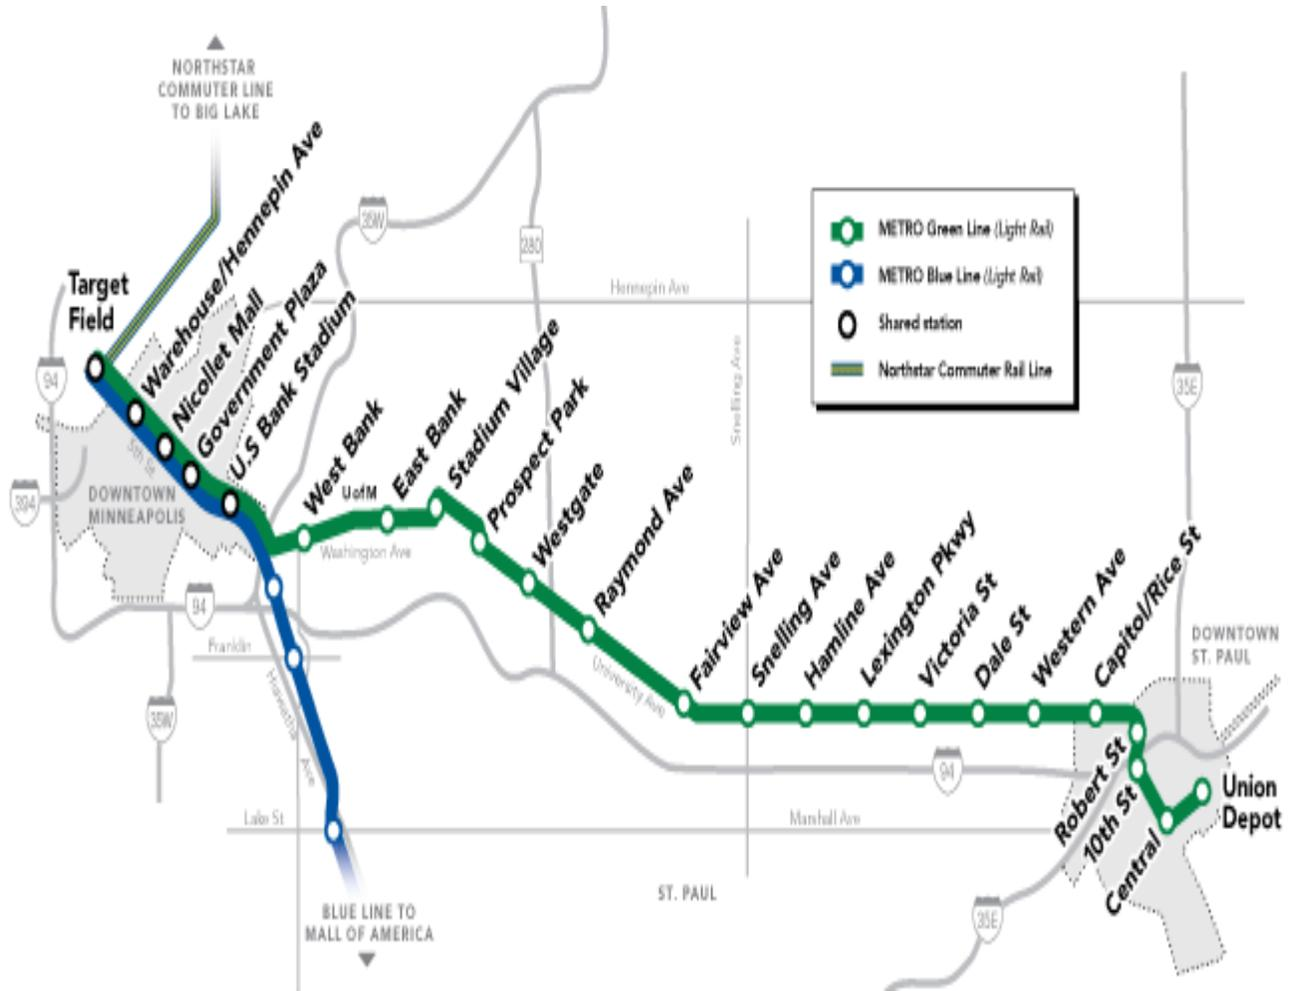 NORTHSTAR
COMMUTER LINE
TO BIG LAKE
Target
Field
Warehouse/Hennepin Ave
Nicollet Mall
Government Plaza
U.S Bank Stadium
West Bank
UofM
East Bank
Stadium Village
Prospect Park
Westgate
Raymond Ave
Fairview Ave
Snelling Ave
Hamline Ave
Lexington Pkwy
Victoria St
Dale St
Western Ave
Capitol/Rice St
Robert St
10th St
Central
Union
Depot
METRO Green Line (Light Rail)
METRO Blue Line (Light Rail)
Shared station
Northstar Commuter Rail Line
35W
280
Hennepin Ave
Snelling Ave
35E
94
394
5th St.
DOWNTOWN
MINNEAPOLIS
Washington Ave
94
Franklin
Hiawatha Ave
35W
University Ave
94
Lake St
Marshall Ave
DOWNTOWN
ST. PAUL
ST. PAUL
35E
BLUE LINE TO
MALL OF AMERICA